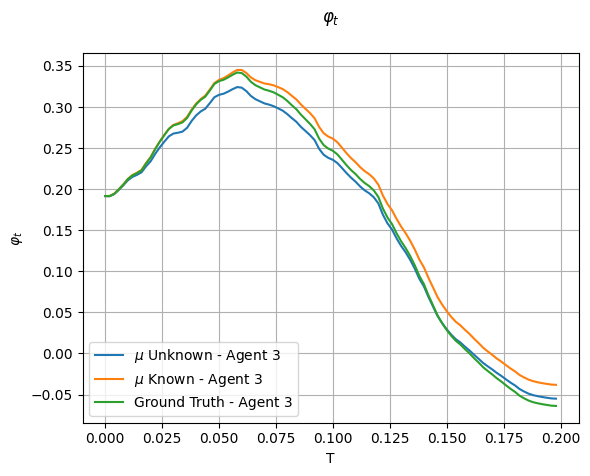 φₜ
0.35
0.30
0.25
0.20
0.15
0.10
0.05
0.00
−0.05
φₜ
μ Unknown - Agent 3
μ Known - Agent 3
Ground Truth - Agent 3
0.000 0.025 0.050 0.075 0.100 0.125 0.150 0.175 0.200
T